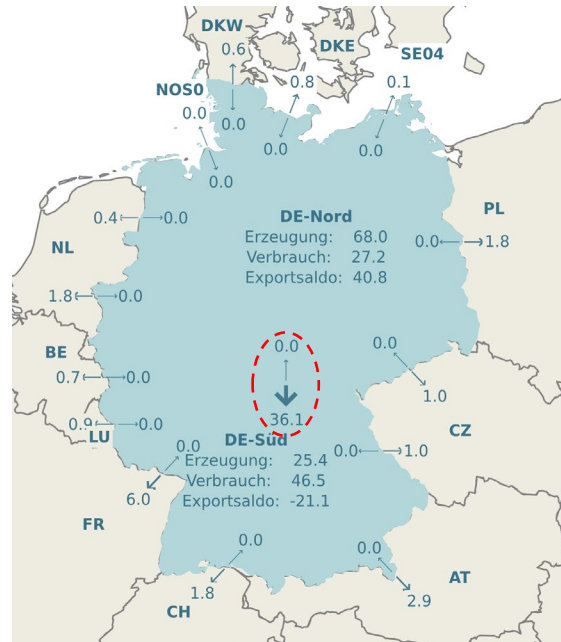 DKW
DKE
SE04
0.6
NOS0
0.8
0.1
0.0
0.0
0.0
0.0
0.0
PL
0.4
0.0
DE-Nord
NL
Erzeugung: 68.0
0.0
1.8
Verbrauch: 27.2
Exportsaldo: 40.8
1.8
0.0
BE
0.0
0.0
0.7
0.0
1.0
0.9
0.0
36.1
CZ
LU
DE-Süd
0.0
0.0
1.0
Erzeugung: 25.4
Verbrauch: 46.5
6.0
Exportsaldo: -21.1
FR
0.0
0.0
AT
1.8
2.9
CH